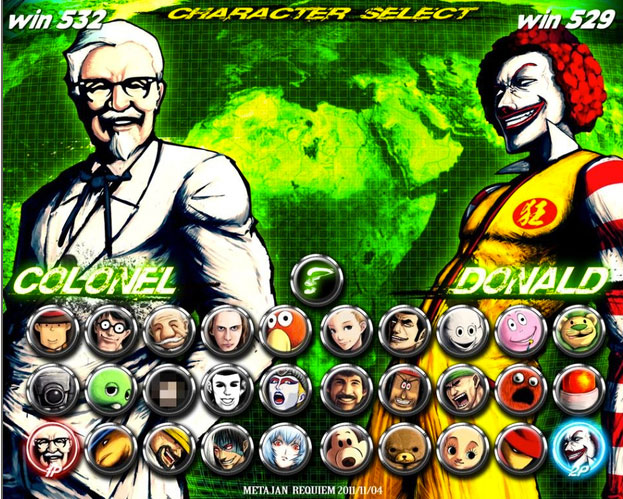 win 532
CHARACTER SELECT
win 529
狂
COLONEL
?
DONALD
1P
2P
METAJAN REQUIEM 2011/11/04